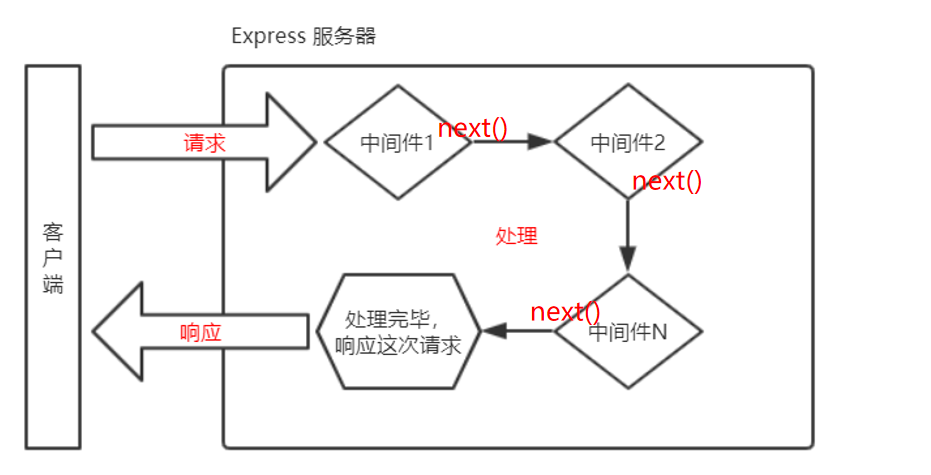 Express 服务器
请求
中间件1
next()
中间件2
next()
处理
客
户
端
next()
中间件N
处理完毕，
响应这次请求
响应